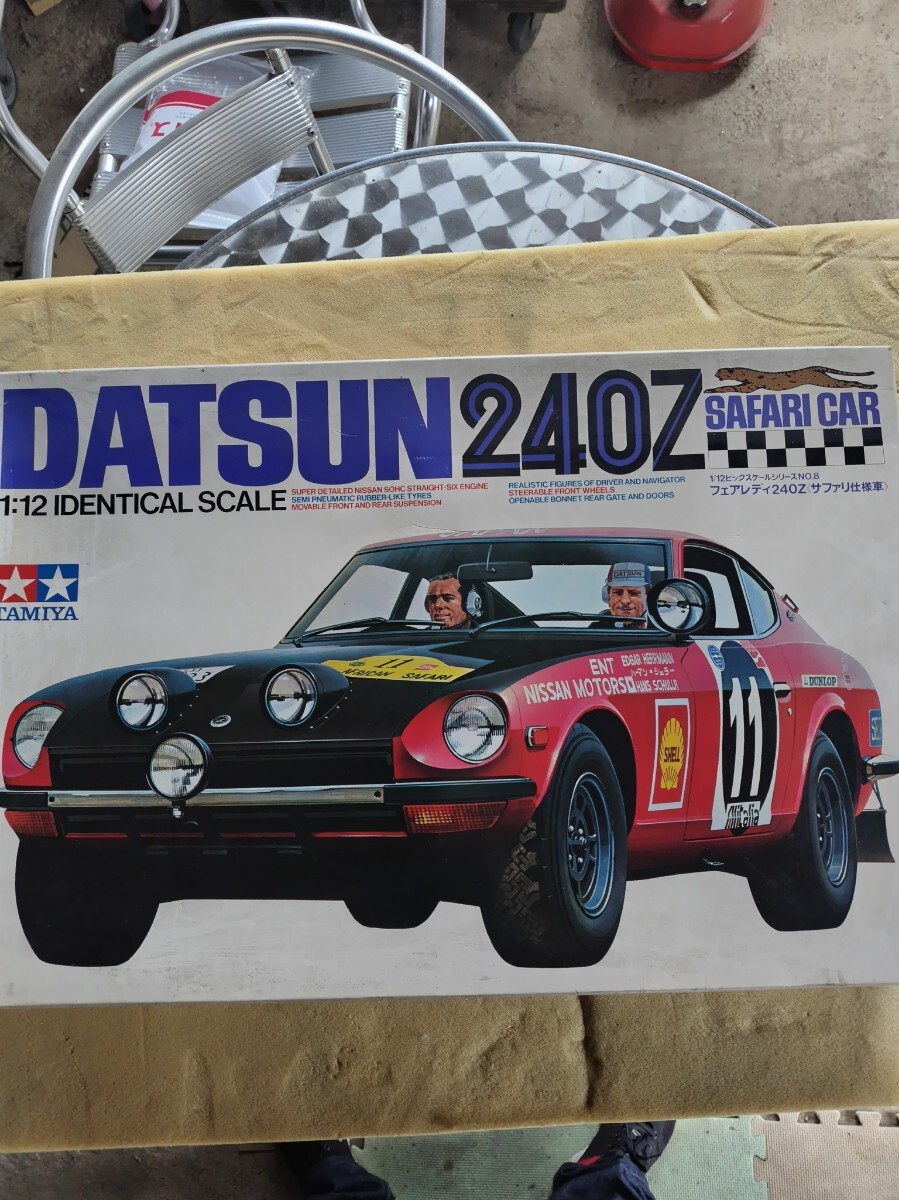 DATSUN 240Z
SAFARI CAR
1:12 IDENTICAL SCALE
SUPER DETAILED NISSAN SOHC STRAIGHT-SIX ENGINE
SEMI PNEUMATIC RUBBER-LIKE TYRES
MOVABLE FRONT AND REAR SUSPENSION
REALISTIC FIGURES OF DRIVER AND NAVIGATOR
STEERABLE FRONT WHEELS
OPENABLE BONNET, REAR GATE AND DOORS
1/12ビックスケールシリーズNO.8
フェアレディ240Z《サファリ仕様車》
TAMIYA
DATSUN
11
AFRICAN SAFARI
ENT
NISSAN MOTORS
EDGAR HERRMANN
HANS SCHULLR
SHELL
11
Alitalia
DUNLOP